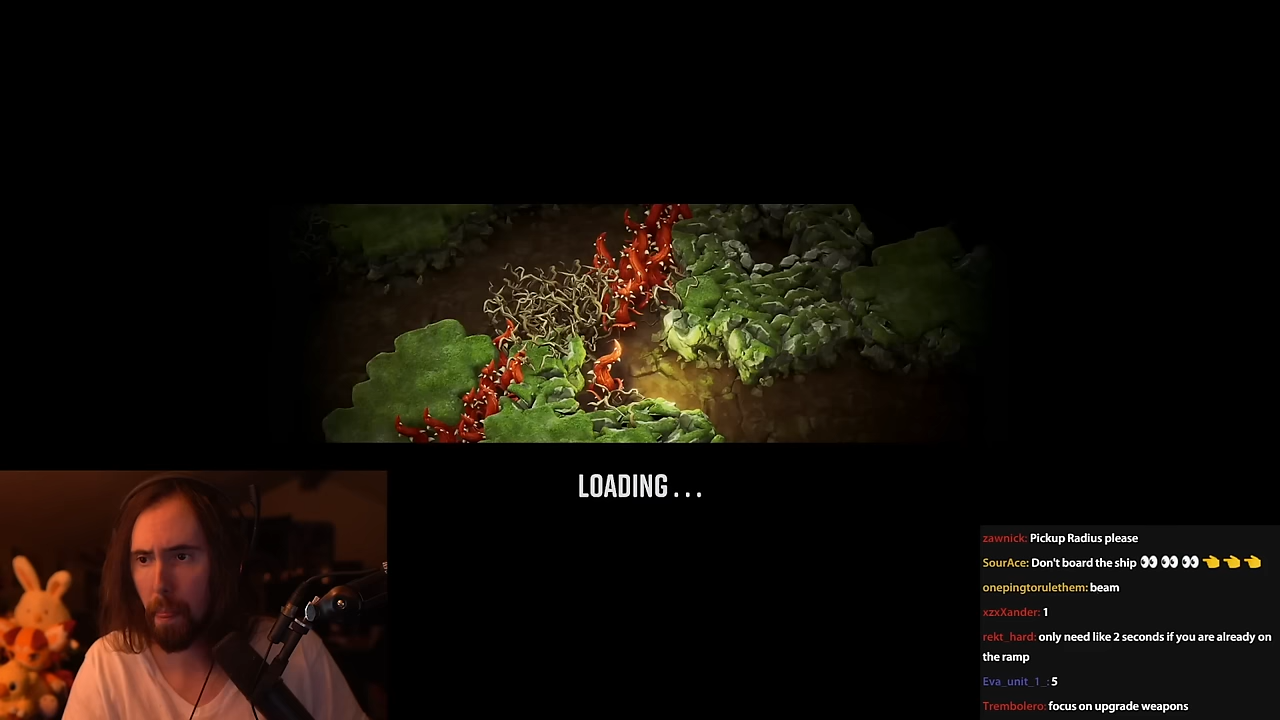 LOADING...
zawnick: Pickup Radius please
SourAce: Don't board the ship 👀 👀 👀 👈 👈 👈
onepingtorulethem: beam
xzxXander: 1
rekt_hard: only need like 2 seconds if you are already on
the ramp
Eva_unit_1_: 5
Trembolero: focus on upgrade weapons